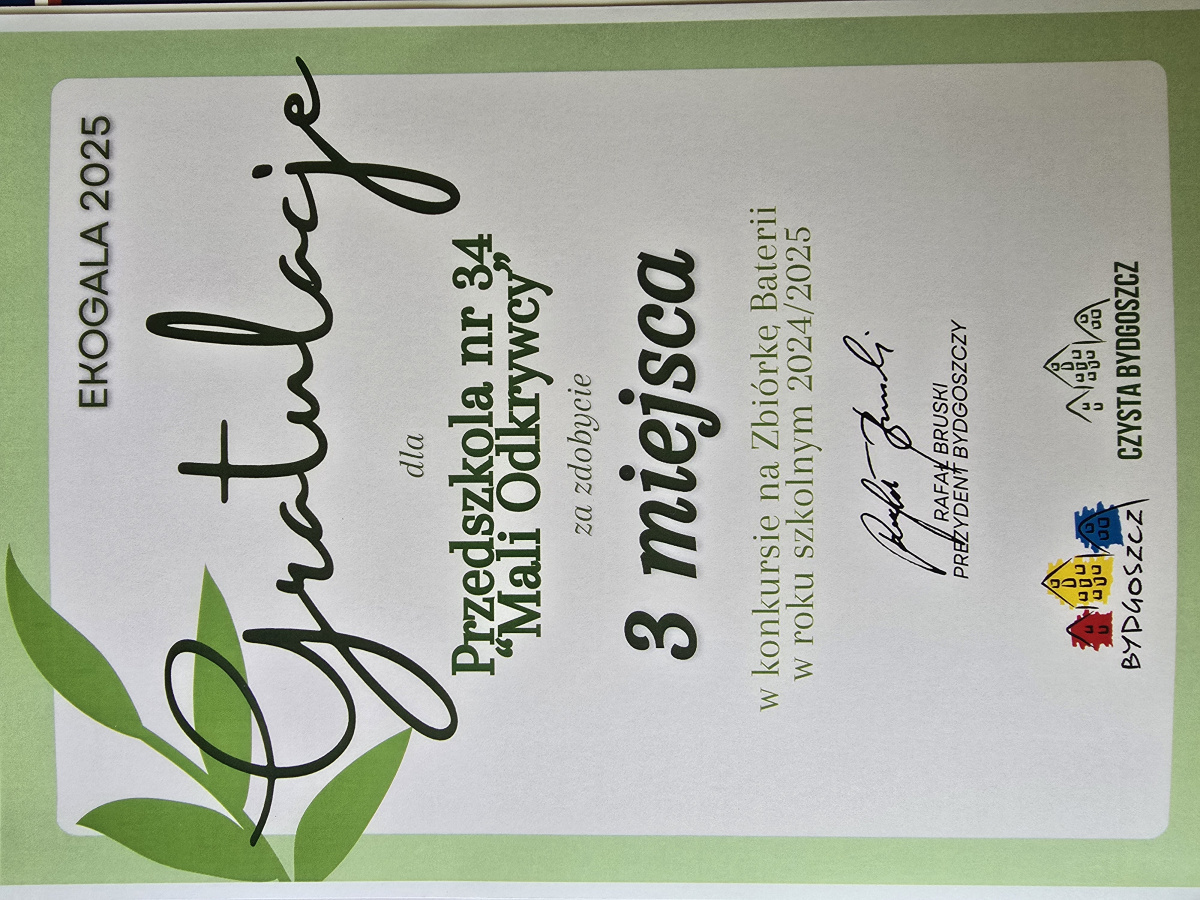 EKOGALA 2025
Gratulacje
dla
Przedszkola nr 34
“Mali Odkrywcy”
za zdobycie
3 miejsca
w konkursie na Zbiórkę Baterii
w roku szkolnym 2024/2025
RAFAŁ BRUSKI
PREZYDENT BYDGOSZCZY
BYDGOSZCZ
CZYSTA BYDGOSZCZ